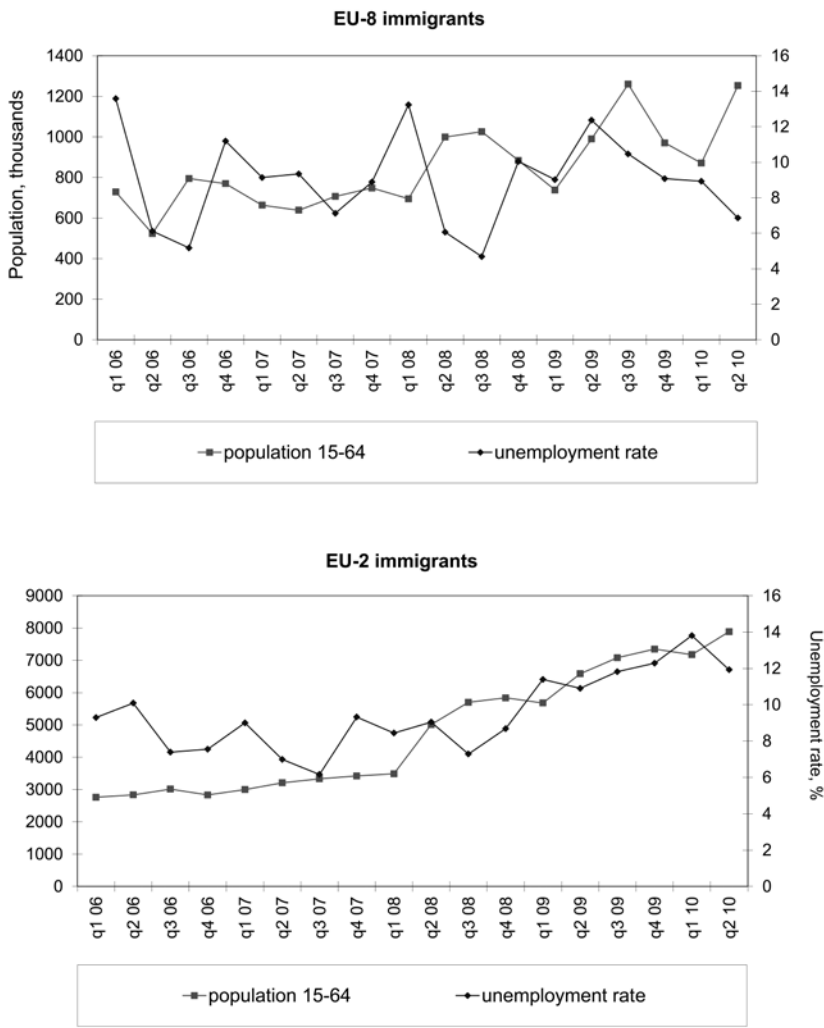 EU-8 immigrants
Population, thousands
1400
1200
1000
800
600
400
200
0
16
14
12
10
8
6
4
2
0
q1 06
q2 06
q3 06
q4 06
q1 07
q2 07
q3 07
q4 07
q1 08
q2 08
q3 08
q4 08
q1 09
q2 09
q3 09
q4 09
q1 10
q2 10
population 15-64
unemployment rate
EU-2 immigrants
9000
8000
7000
6000
5000
4000
3000
2000
1000
0
16
14
12
10
8
6
4
2
0
Unemployment rate, %
q1 06
q2 06
q3 06
q4 06
q1 07
q2 07
q3 07
q4 07
q1 08
q2 08
q3 08
q4 08
q1 09
q2 09
q3 09
q4 09
q1 10
q2 10
population 15-64
unemployment rate